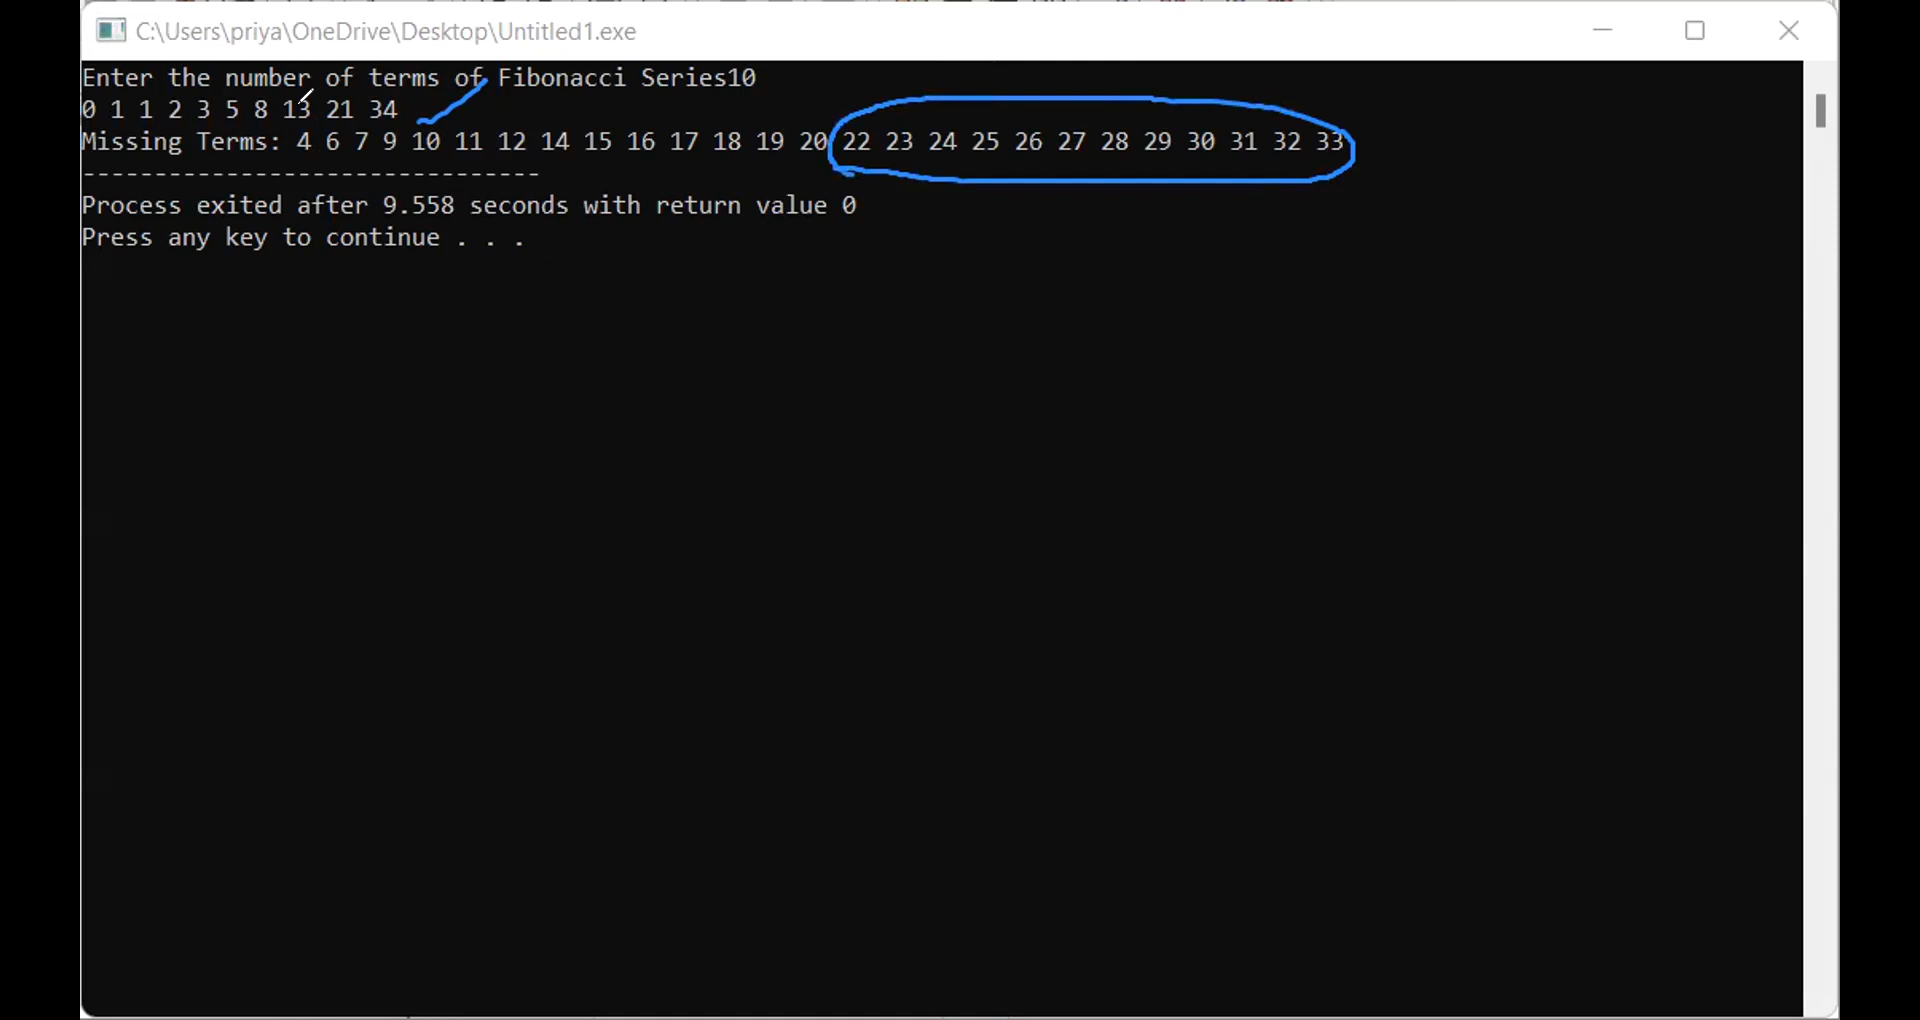 C:\Users\priya\OneDrive\Desktop\Untitled1.exe
Enter the number of terms of Fibonacci Series10
0 1 1 2 3 5 8 13 21 34
Missing Terms: 4 6 7 9 10 11 12 14 15 16 17 18 19 20 22 23 24 25 26 27 28 29 30 31 32 33
--------------------------------
Process exited after 9.558 seconds with return value 0
Press any key to continue . . .